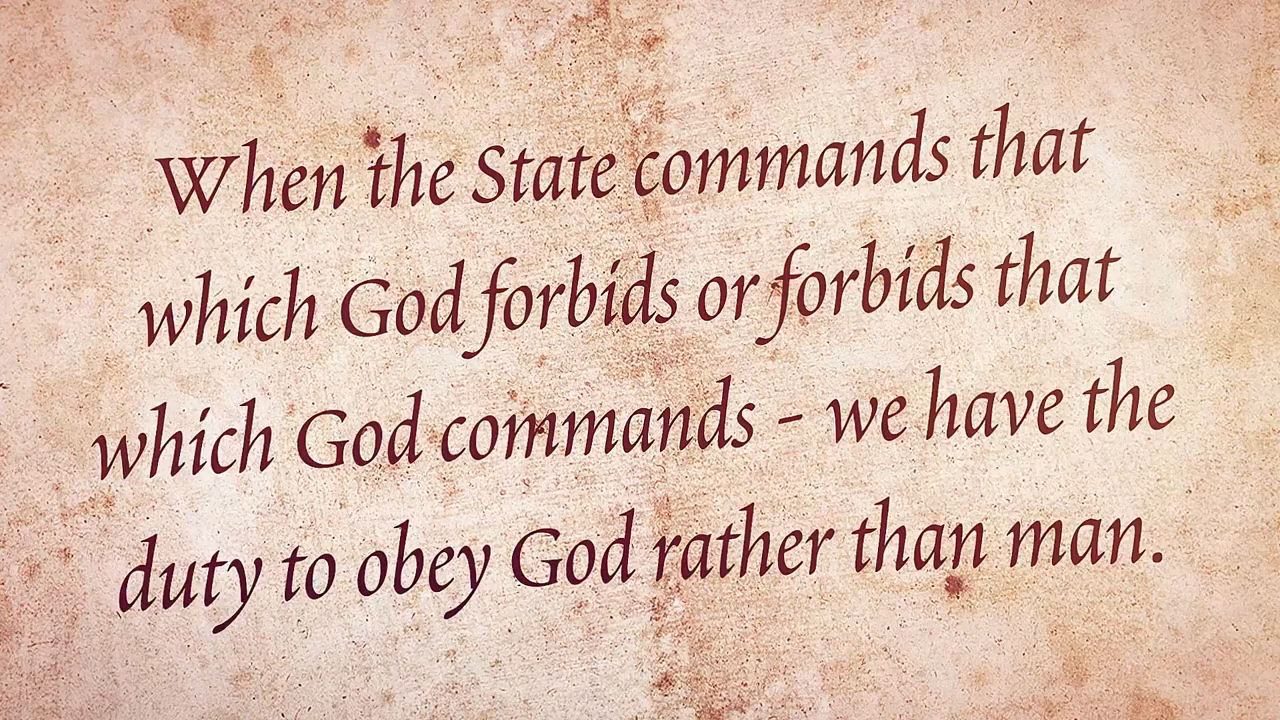 When the State commands that
which God forbids or forbids that
which God commands - we have the
duty to obey God rather than man.